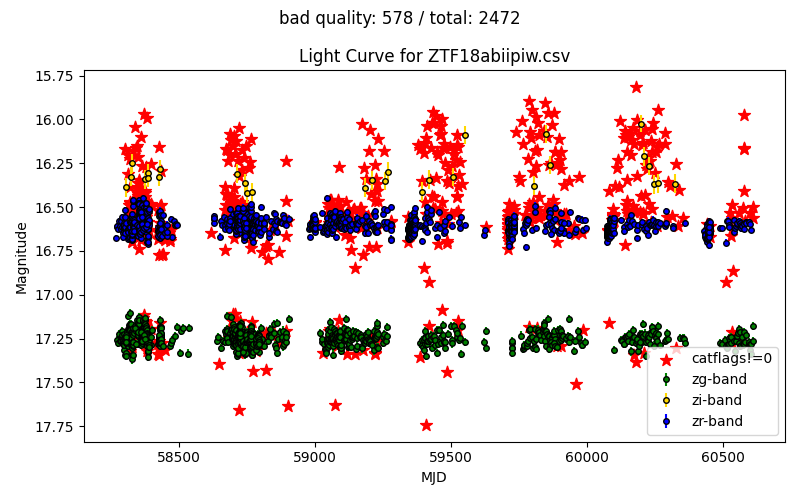 bad quality: 578 / total: 2472
Light Curve for ZTF18abiipiw.csv
15.75
16.00
16.25
16.50
16.75
17.00
17.25
17.50
17.75
Magnitude
58500
59000
59500
60000
60500
MJD
catflags!=0
zg-band
zi-band
zr-band